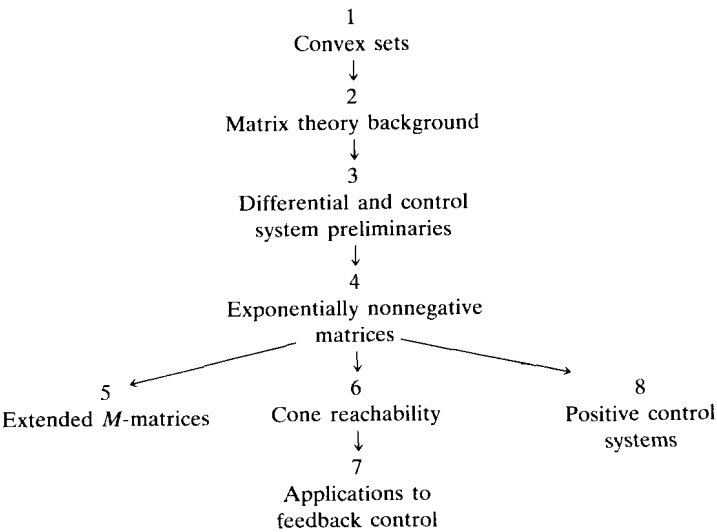 1
Convex sets
2
Matrix theory background
3
Differential and control
system preliminaries
4
Exponentially nonnegative
matrices
5
Extended M-matrices
6
Cone reachability
8
Positive control
systems
7
Applications to
feedback control